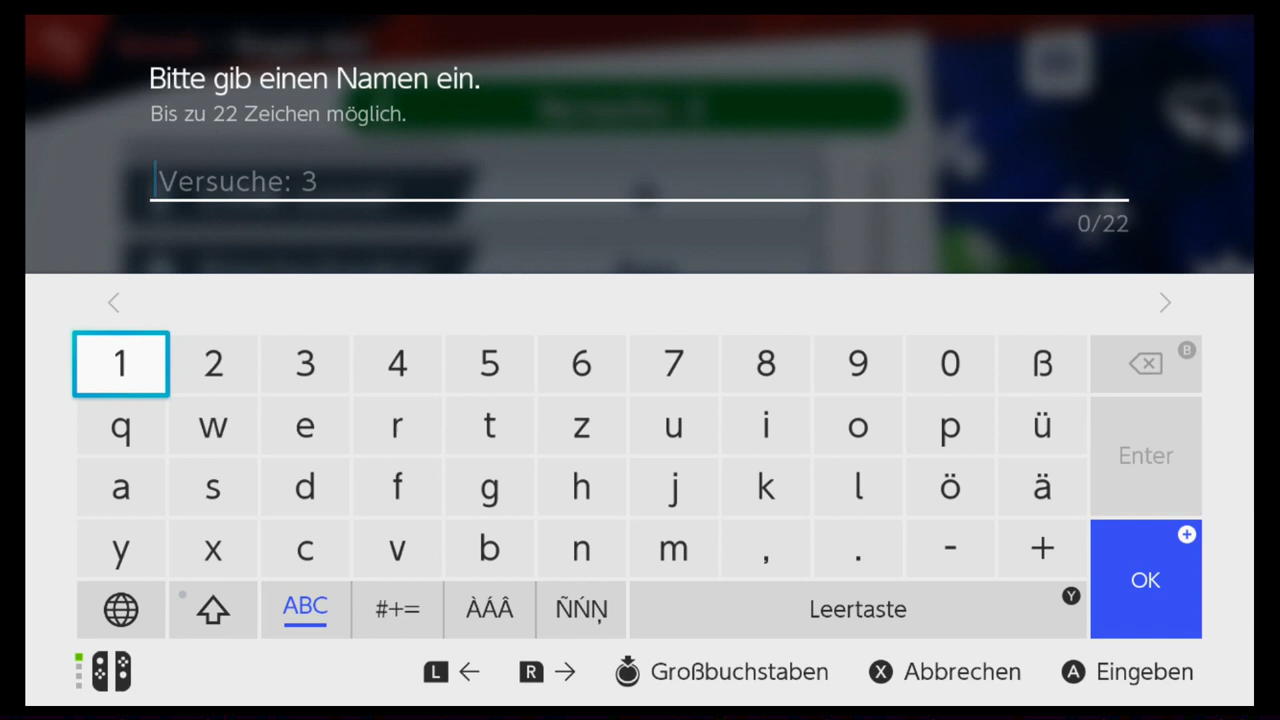 Bitte gib einen Namen ein.
Bis zu 22 Zeichen möglich.
Versuche: 3
0/22
1 2 3 4 5 6 7 8 9 0 ß B
q w e r t z u i o p ü
Enter
a s d f g h j k l ö ä
y x c v b n m , . - +
OK
ABC #+= ÀÁÂ ÑŃŅ Leertaste Y
L ← R → Großbuchstaben X Abbrechen A Eingeben